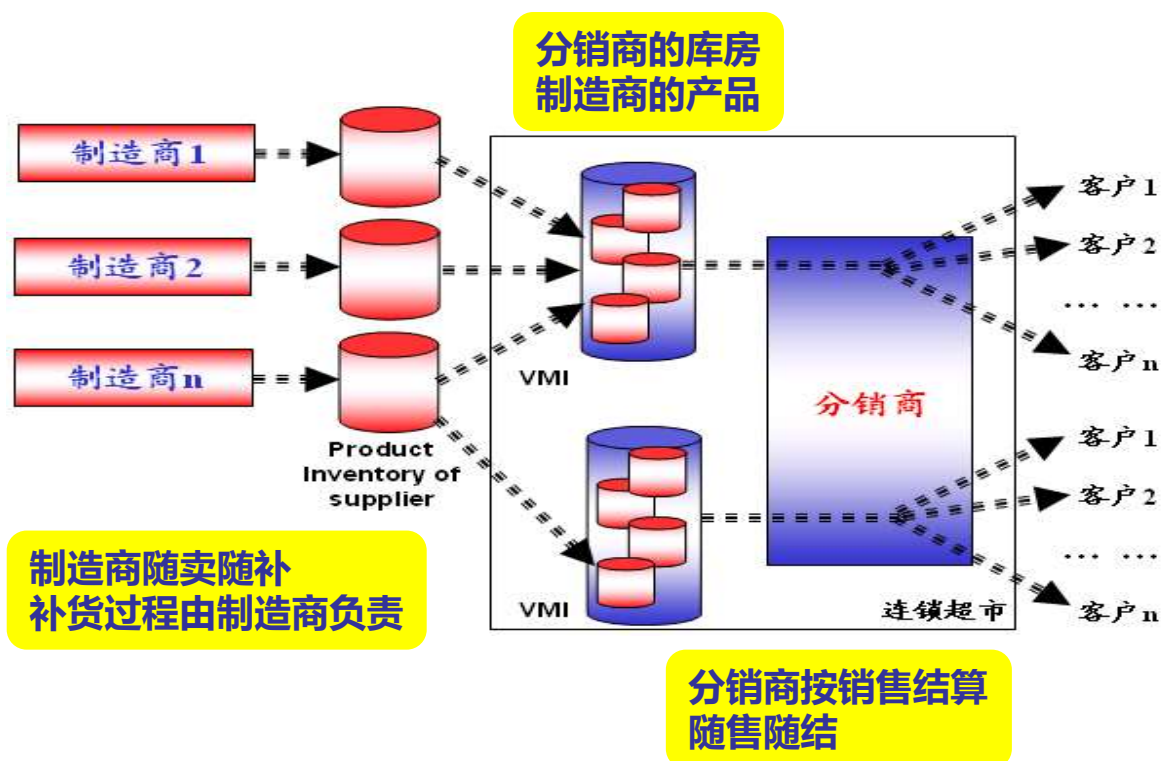 分销商的库房
制造商的产品
制造商1
制造商2
制造商n
Product
Inventory of
supplier
VMI
VMI
分销商
连锁超市
客户1
客户2
… …
客户n
客户1
客户2
… …
客户n
制造商随卖随补
补货过程由制造商负责
分销商按销售结算
随售随结